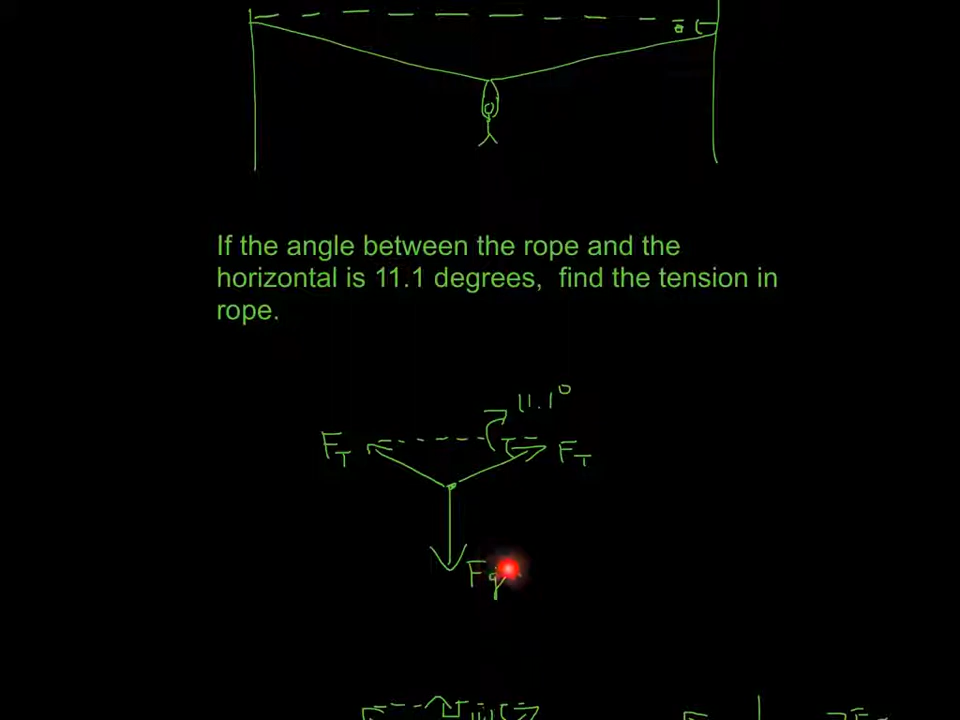 If the angle between the rope and the
horizontal is 11.1 degrees,  find the tension in
rope.
11.1°
F_T
F_T
Fg